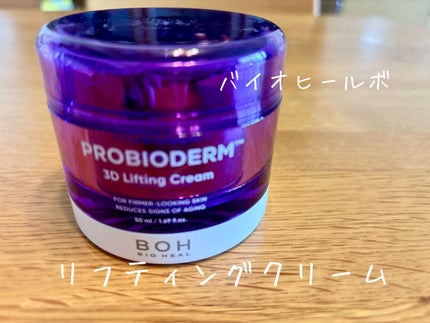 バイオヒールボ
PROBIODERM™
3D Lifting Cream
FOR FIRMER-LOOKING SKIN
REDUCES SIGNS OF AGING
50 ml / 1.69 fl.oz.
BOH
BIO HEAL
リフティングクリーム